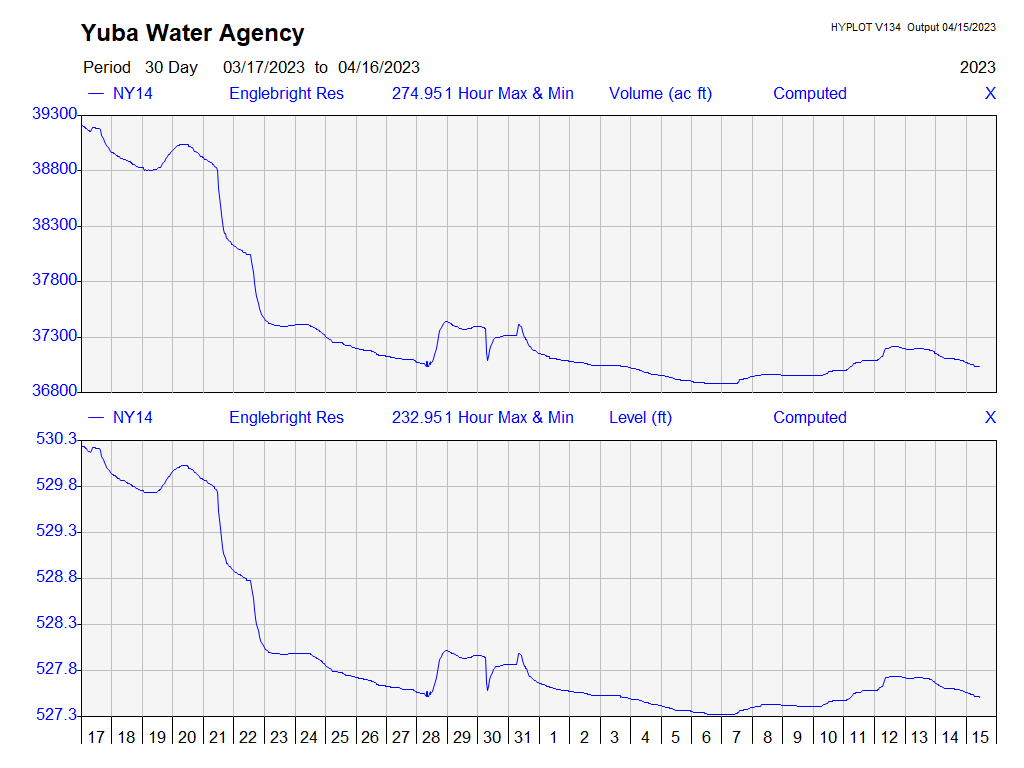 Yuba Water Agency
HYPLOT V134 Output 04/15/2023
Period 30 Day 03/17/2023 to 04/16/2023 2023
NY14 Englebright Res 274.951 Hour Max & Min Volume (ac ft) Computed X
39300
38800
38300
37800
37300
36800
NY14 Englebright Res 232.951 Hour Max & Min Level (ft) Computed X
530.3
529.8
529.3
528.8
528.3
527.8
527.3
17 18 19 20 21 22 23 24 25 26 27 28 29 30 31 1 2 3 4 5 6 7 8 9 10 11 12 13 14 15